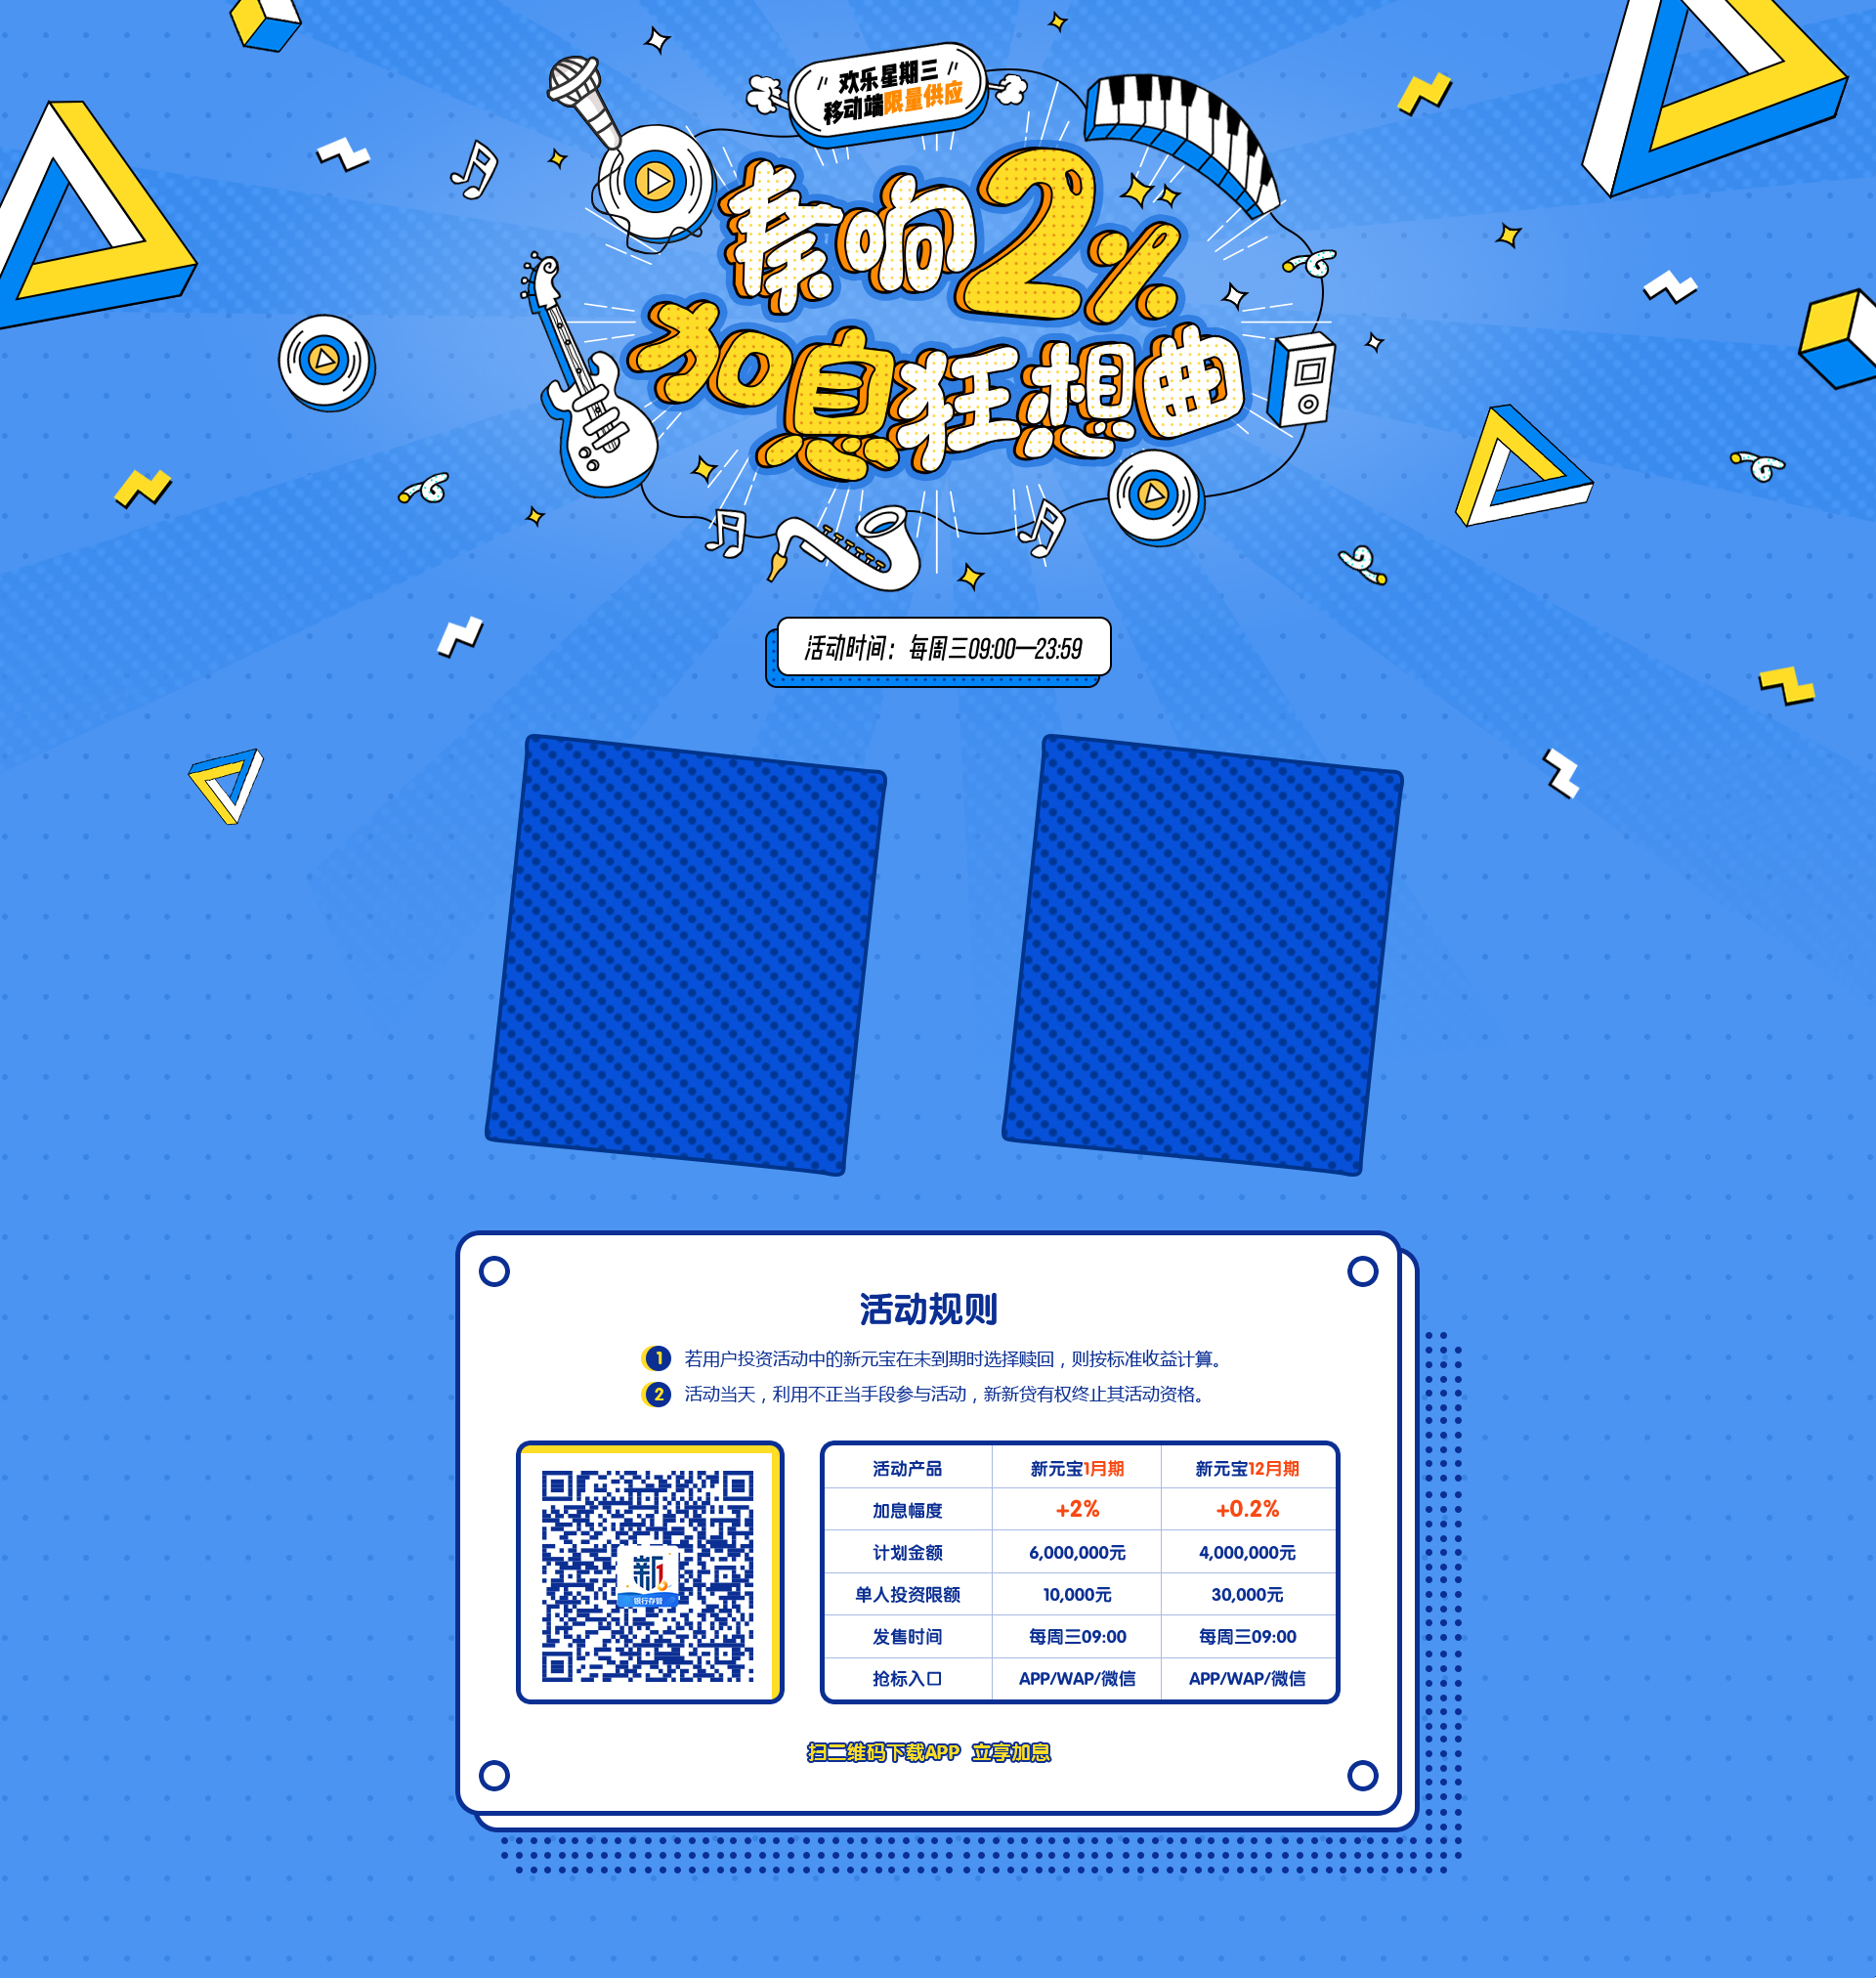 欢乐星期三
移动端限量供应
奏响2%
加息狂想曲
活动时间：每周三09:00—23:59
活动规则
1 若用户投资活动中的新元宝在未到期时选择赎回，则按标准收益计算。
2 活动当天，利用不正当手段参与活动，新新贷有权终止其活动资格。
活动产品 新元宝1月期 新元宝12月期
加息幅度 +2% +0.2%
计划金额 6,000,000元 4,000,000元
单人投资限额 10,000元 30,000元
发售时间 每周三09:00 每周三09:00
抢标入口 APP/WAP/微信 APP/WAP/微信
新1
银行存管
扫二维码下载APP 立享加息